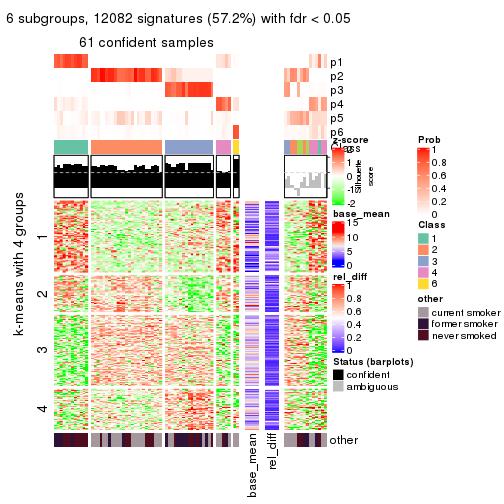 6 subgroups, 12082 signatures (57.2%) with fdr < 0.05
61 confident samples
p1
p2
p3
p4
p5
p6
Class
Silhouette
score
k-means with 4 groups
1
2
3
4
base_mean
rel_diff
other
z-score
2
1
0
-1
-2
base_mean
15
10
5
0
rel_diff
1
0.8
0.6
0.4
0.2
0
Status (barplots)
confident
ambiguous
Prob
1
0.8
0.6
0.4
0.2
0
Class
1
2
3
4
6
other
current smoker
former smoker
never smoked